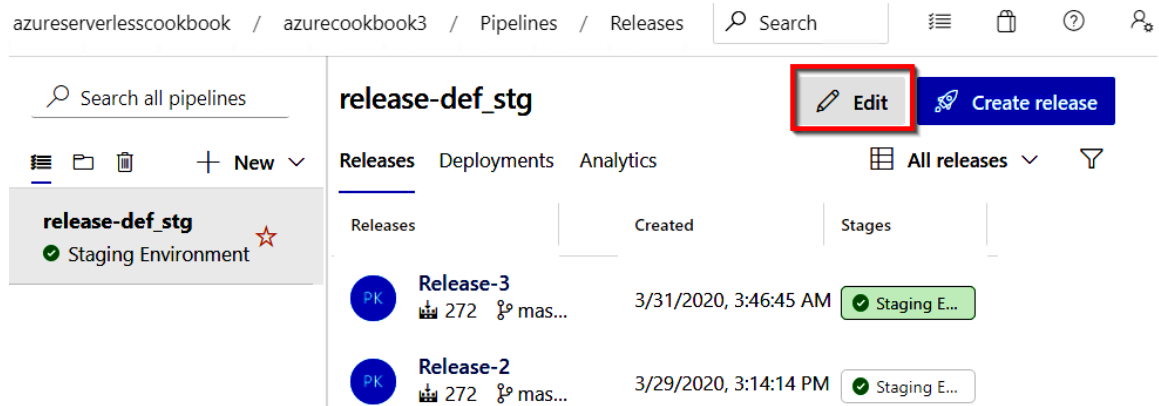 azureserverlesscookbook / azurecookbook3 / Pipelines / Releases Search
Search all pipelines
New
release-def_stg
Staging Environment
release-def_stg
Edit
Create release
Releases Deployments Analytics
All releases
Releases Created Stages
PK Release-3
272 mas... 3/31/2020, 3:46:45 AM Staging E...
PK Release-2
272 mas... 3/29/2020, 3:14:14 PM Staging E...